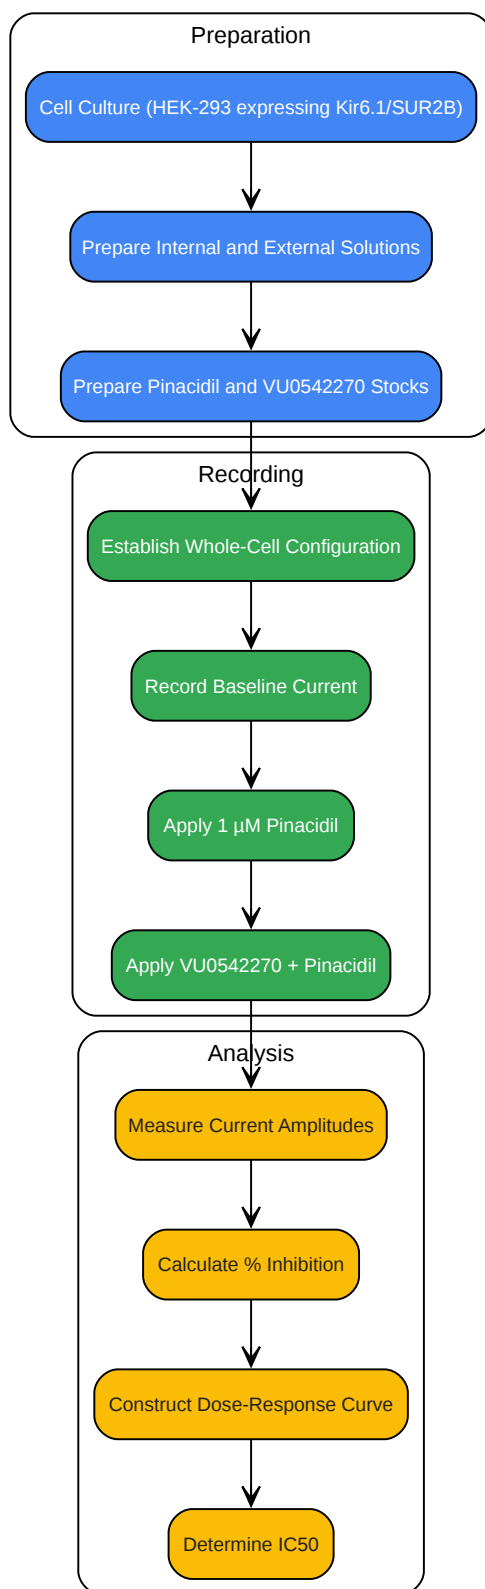 Preparation
Cell Culture (HEK-293 expressing Kir6.1/SUR2B)
Prepare Internal and External Solutions
Prepare Pinacidil and VU0542270 Stocks
Recording
Establish Whole-Cell Configuration
Record Baseline Current
Apply 1 µM Pinacidil
Apply VU0542270 + Pinacidil
Analysis
Measure Current Amplitudes
Calculate % Inhibition
Construct Dose-Response Curve
Determine IC50